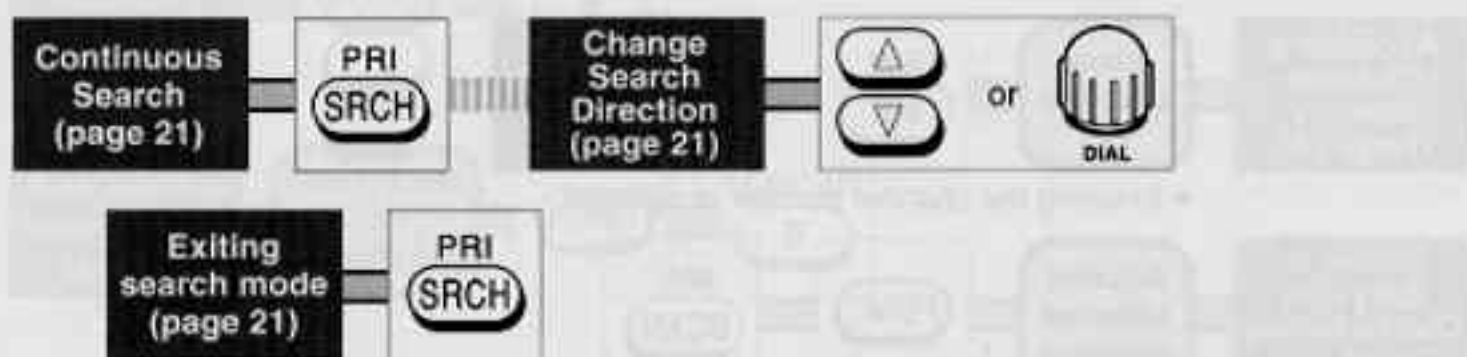 Continuous
Search
(page 21)
PRI
SRCH
Change
Search
Direction
(page 21)
△
▽
or
DIAL
Exiting
search mode
(page 21)
PRI
SRCH